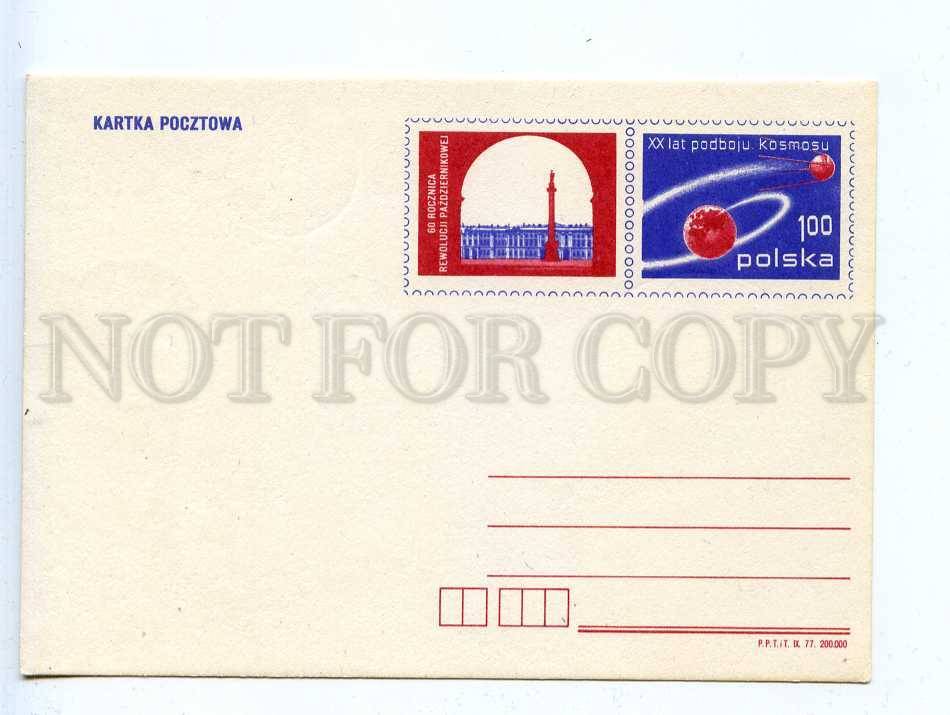 KARTKA POCZTOWA
60 ROCZNICA
REWOLUCJI PAŹDZIERNIKOWEJ
XX lat podboju kosmosu
1.00
polska
NOT FOR COPY
P.P.T.iT. IX. 77. 200.000